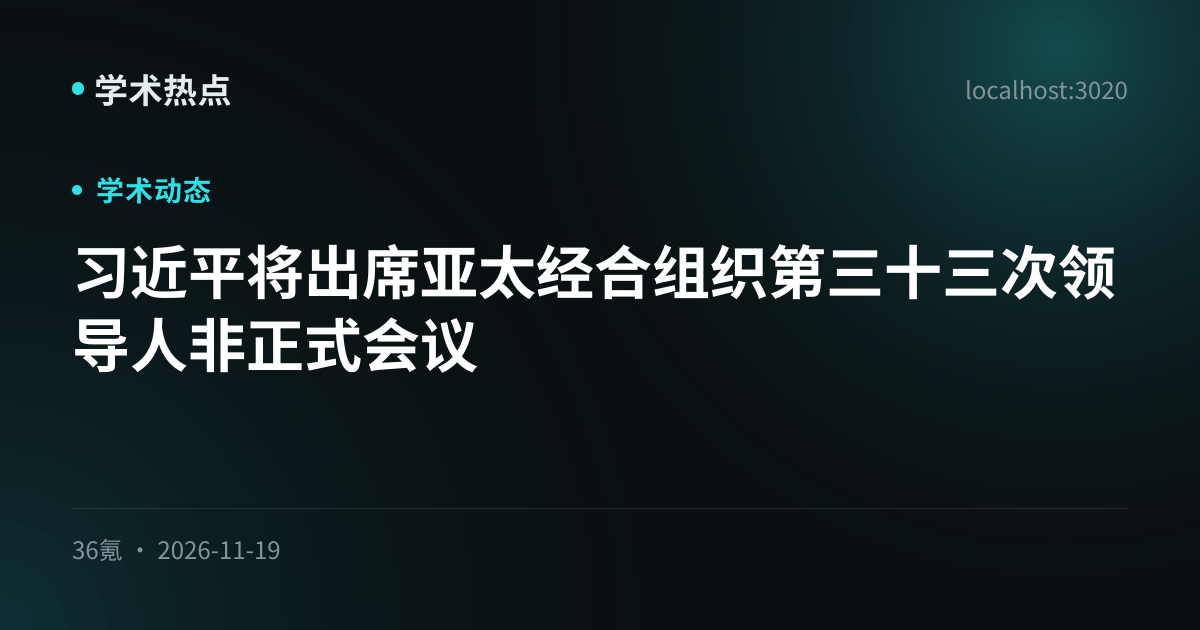 学术热点
localhost:3020
学术动态
习近平将出席亚太经合组织第三十三次领
导人非正式会议
36氪 · 2026-11-19